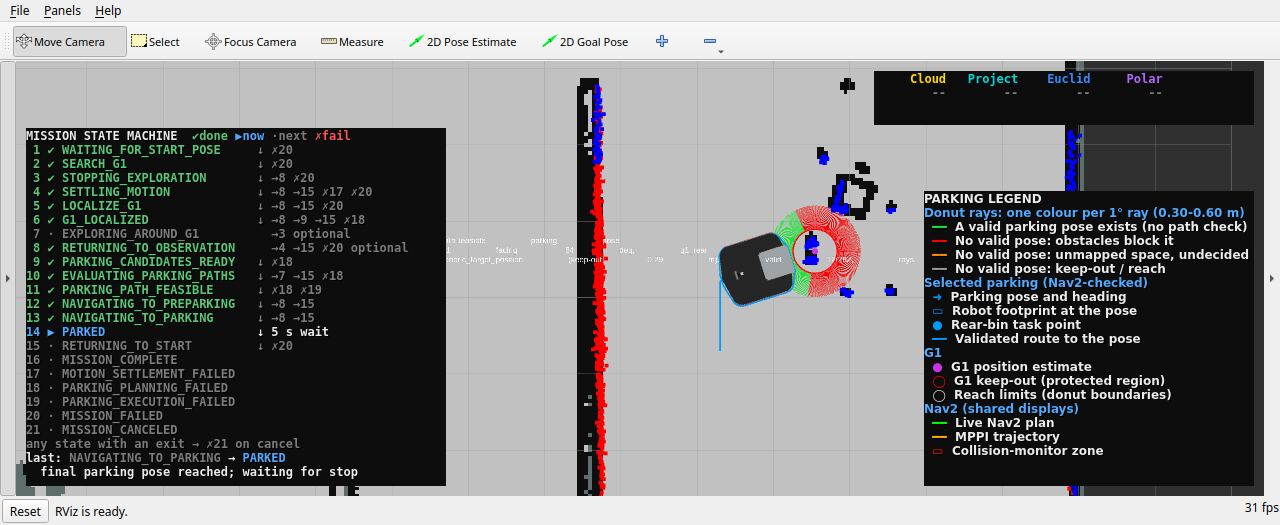 File Panels Help
Move Camera Select Focus Camera Measure 2D Pose Estimate 2D Goal Pose
Cloud Project Euclid Polar
-- -- -- --
MISSION STATE MACHINE ✔done ▶now ·next ✗fail
1 ✔ WAITING_FOR_START_POSE ↓ ✗20
2 ✔ SEARCH_G1 ↓ ✗20
3 ✔ STOPPING_EXPLORATION ↓ →8 ✗20
4 ✔ SETTLING_MOTION ↓ →8 →15 ✗17 ✗20
5 ✔ LOCALIZE_G1 ↓ →8 →15 ✗20
6 ✔ G1_LOCALIZED ↓ →8 →9 →15 ✗18
7 · EXPLORING_AROUND_G1 →3 optional
8 ✔ RETURNING_TO_OBSERVATION →4 →15 ✗20 optional
9 ✔ PARKING_CANDIDATES_READY ↓ ✗18
10 ✔ EVALUATING_PARKING_PATHS ↓ →7 →15 ✗18
11 ✔ PARKING_PATH_FEASIBLE ↓ ✗18 ✗19
12 ✔ NAVIGATING_TO_PREPARKING ↓ →8 →15
13 ✔ NAVIGATING_TO_PARKING ↓ →8 →15
14 ▶ PARKED ↓ 5 s wait
15 · RETURNING_TO_START ↓ ✗20
16 · MISSION_COMPLETE
17 · MOTION_SETTLEMENT_FAILED
18 · PARKING_PLANNING_FAILED
19 · PARKING_EXECUTION_FAILED
20 · MISSION_FAILED
21 · MISSION_CANCELED
any state with an exit → ✗21 on cancel
last: NAVIGATING_TO_PARKING → PARKED
final parking pose reached; waiting for stop
parking
facing
(keep-out 0.29
valid
rays
PARKING LEGEND
Donut rays: one colour per 1° ray (0.30-0.60 m)
A valid parking pose exists (no path check)
No valid pose: obstacles block it
No valid pose: unmapped space, undecided
No valid pose: keep-out / reach
Selected parking (Nav2-checked)
Parking pose and heading
Robot footprint at the pose
Rear-bin task point
Validated route to the pose
G1
G1 position estimate
G1 keep-out (protected region)
Reach limits (donut boundaries)
Nav2 (shared displays)
Live Nav2 plan
MPPI trajectory
Collision-monitor zone
Reset RViz is ready. 31 fps